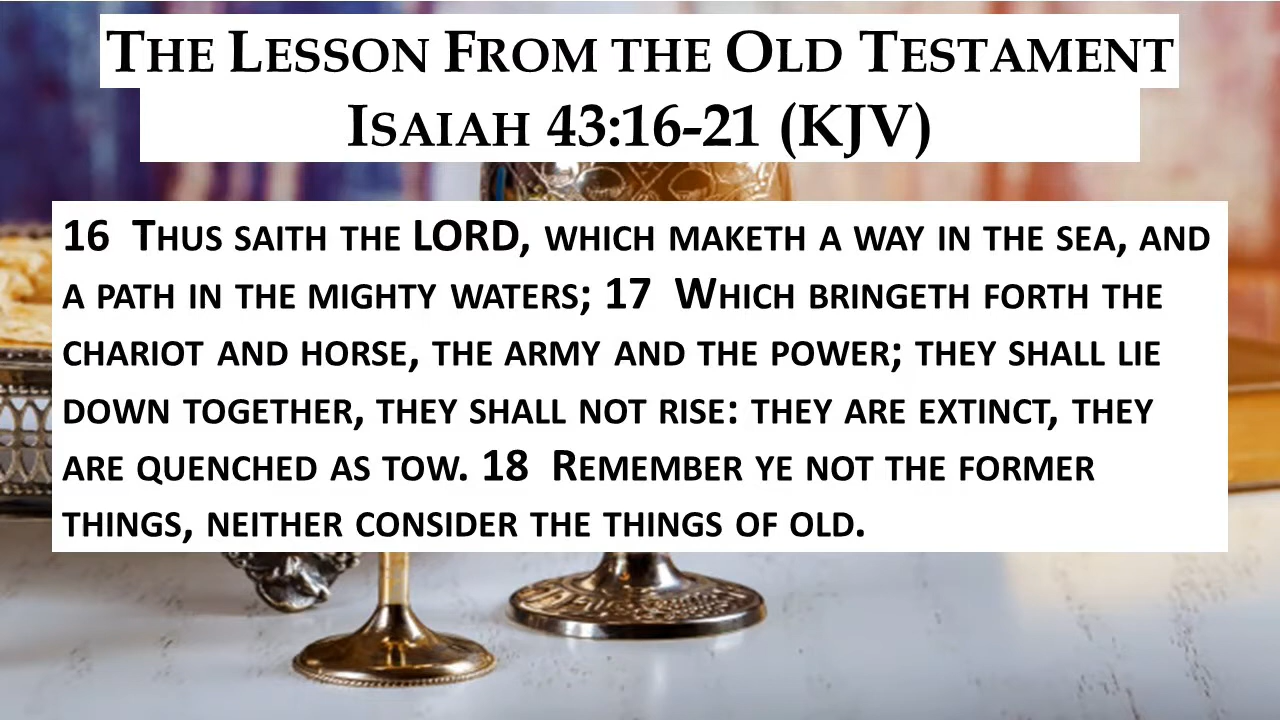 The Lesson From the Old Testament
Isaiah 43:16-21 (KJV)
16  Thus saith the LORD, which maketh a way in the sea, and
a path in the mighty waters; 17  Which bringeth forth the
chariot and horse, the army and the power; they shall lie
down together, they shall not rise: they are extinct, they
are quenched as tow. 18  Remember ye not the former
things, neither consider the things of old.